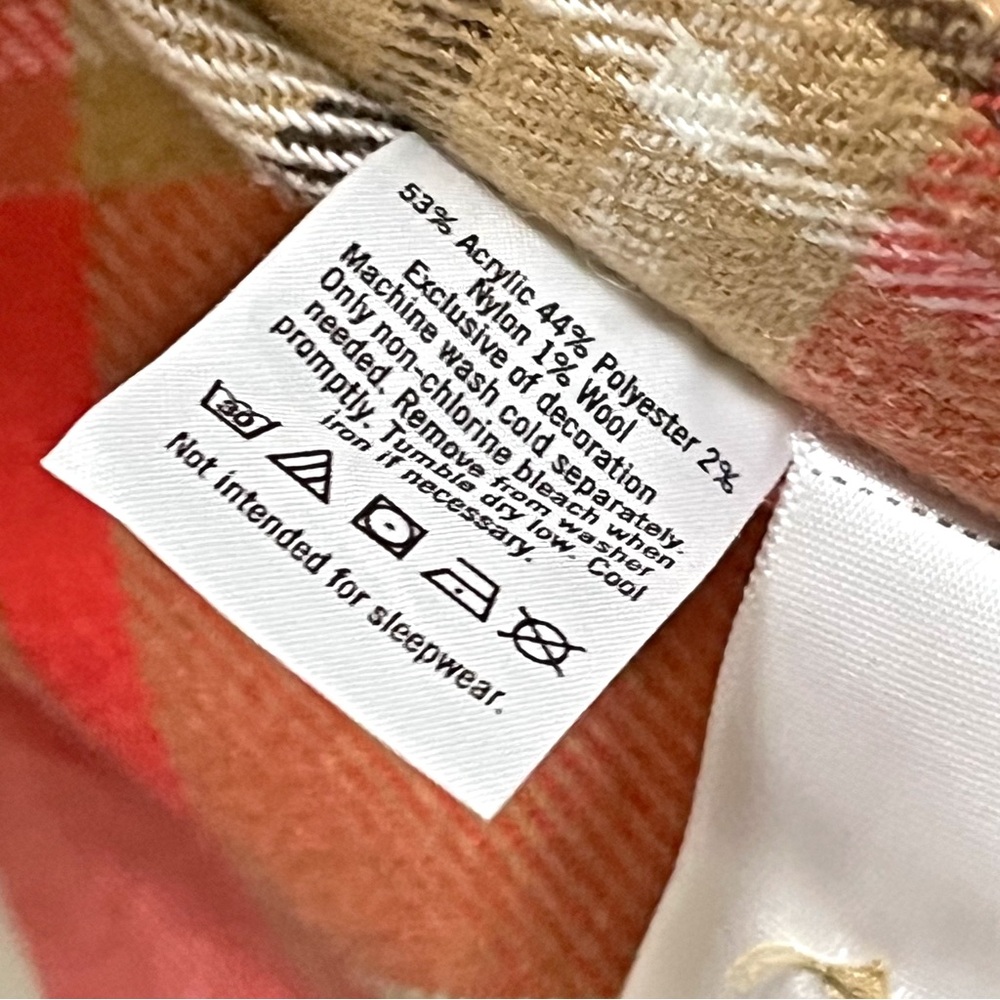 53% Acrylic 44% Polyester 2%
Nylon 1% Wool
Exclusive of decoration
Machine wash cold separately.
Only non-chlorine bleach when
needed. Remove from washer
promptly. Tumble dry low. Cool
iron if necessary.
30
Not intended for sleepwear.